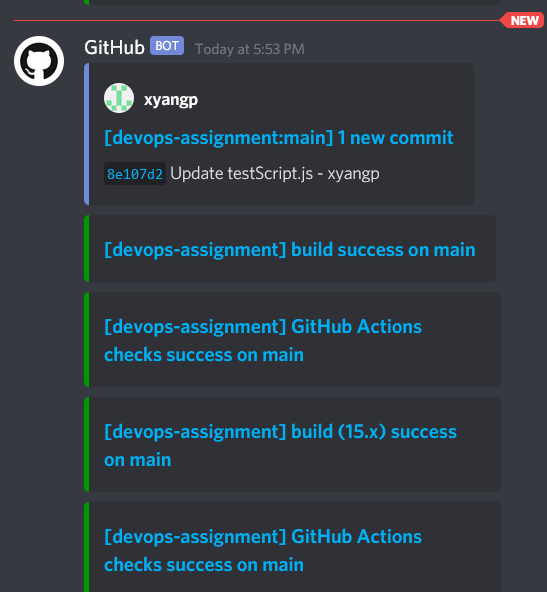 NEW
GitHub BOT Today at 5:53 PM
xyangp
[devops-assignment:main] 1 new commit
8e107d2 Update testScript.js - xyangp
[devops-assignment] build success on main
[devops-assignment] GitHub Actions
checks success on main
[devops-assignment] build (15.x) success
on main
[devops-assignment] GitHub Actions
checks success on main